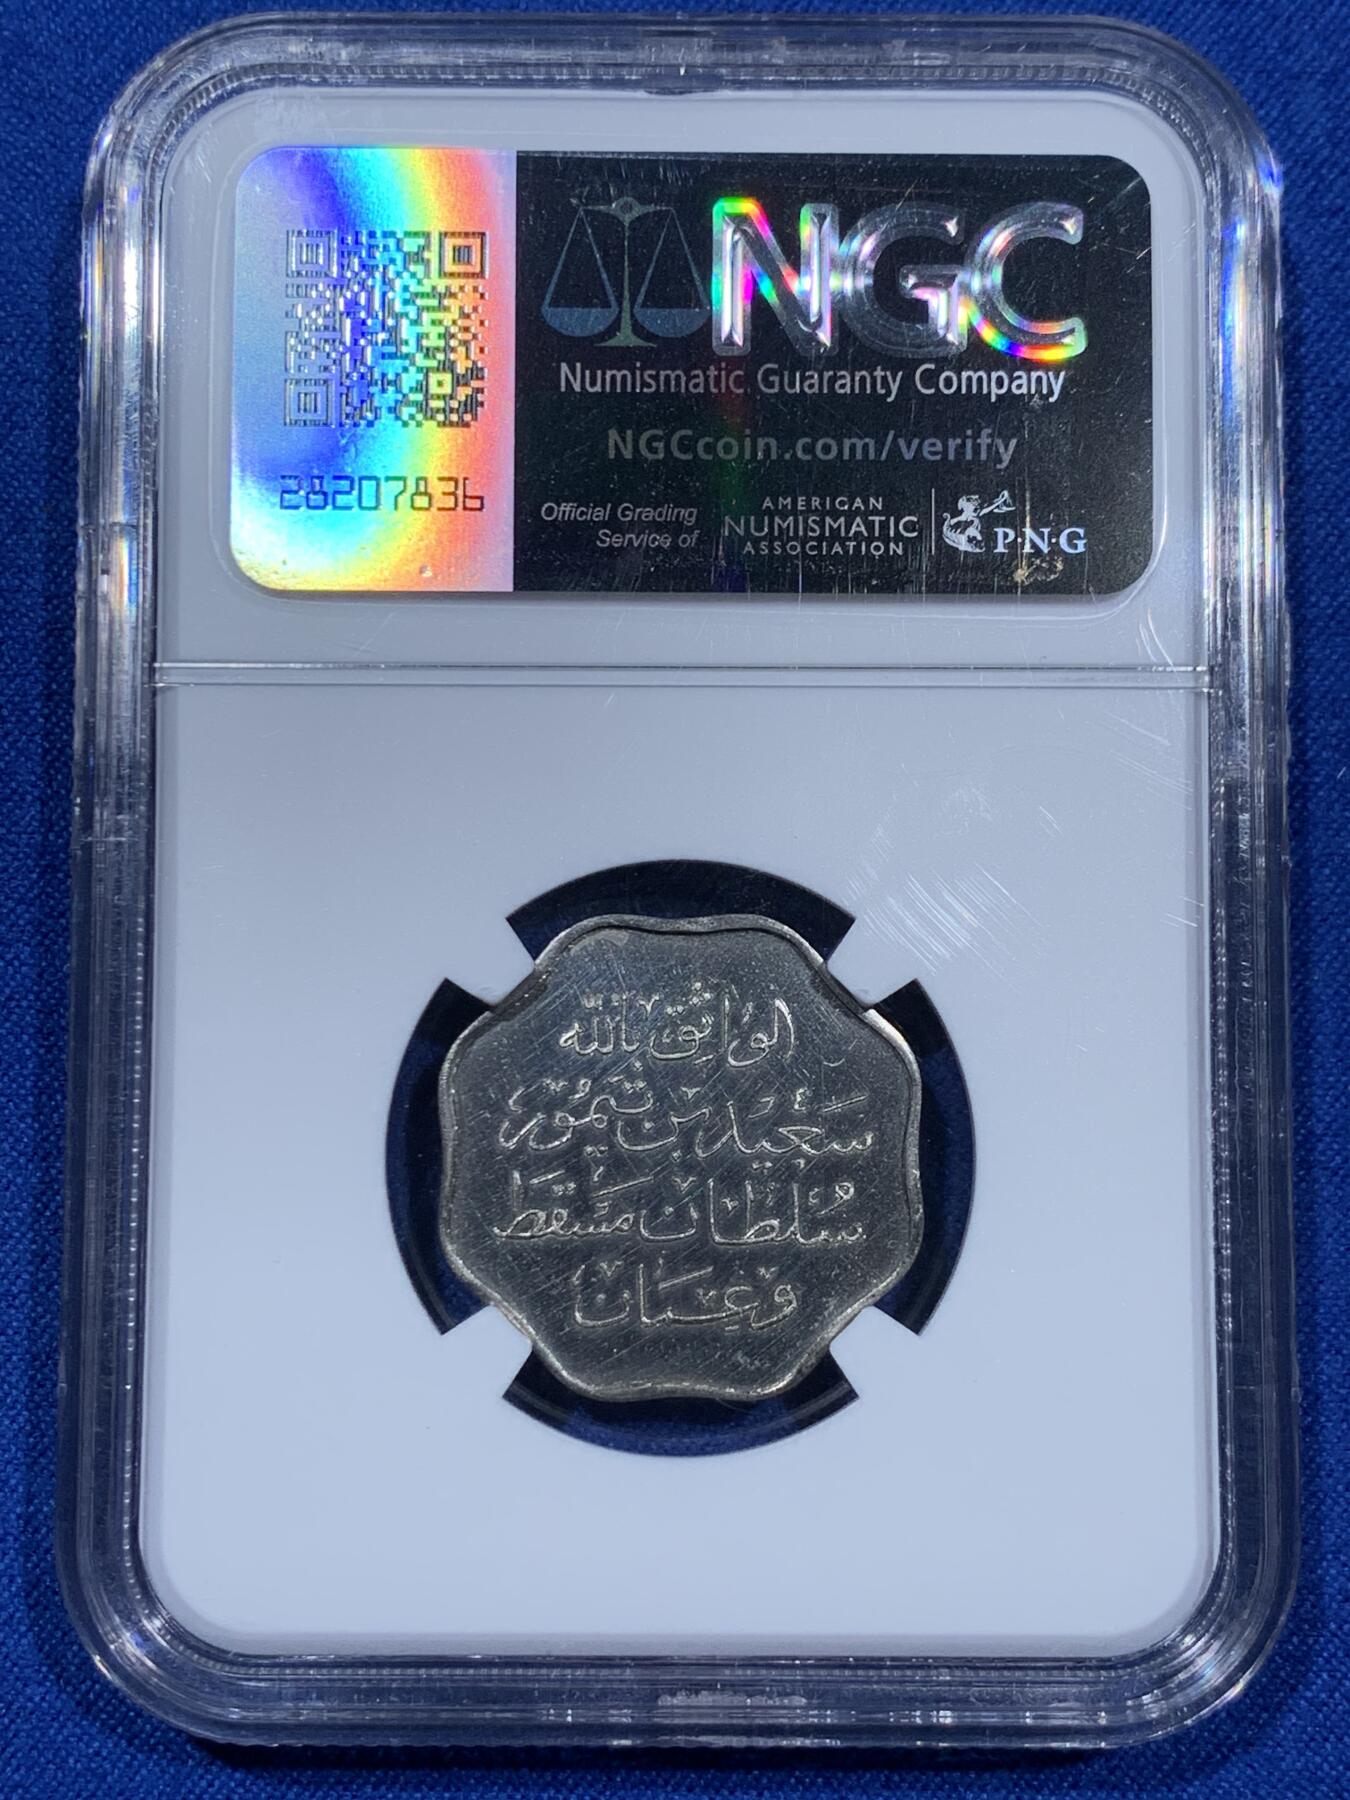 NGC
Numismatic Guaranty Company
NGCcoin.com/verify
28207836
Official Grading
Service of
AMERICAN
NUMISMATIC
ASSOCIATION
P·N·G
الواثق بالله
سعيد بن تيمور
سلطان مسقط
وعمان